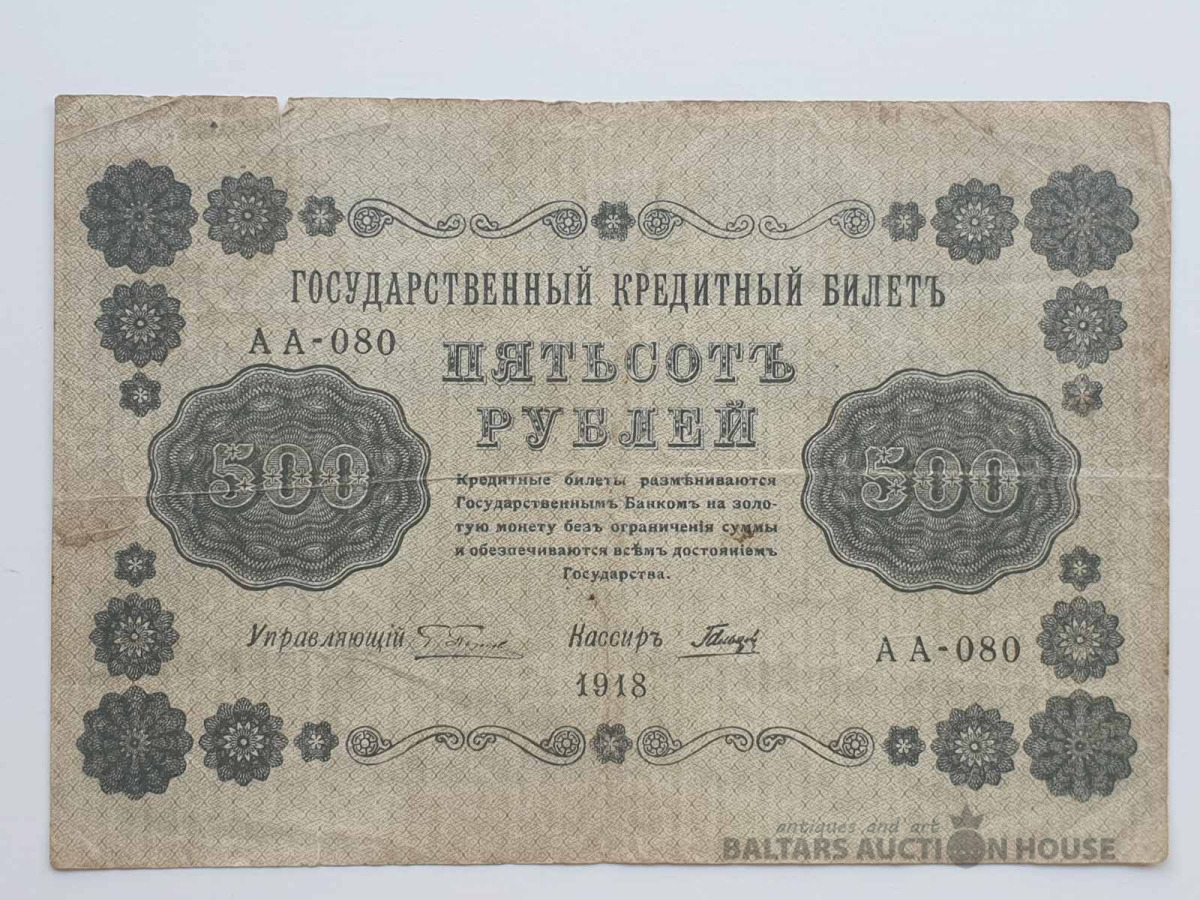 ГОСУДАРСТВЕННЫЙ КРЕДИТНЫЙ БИЛЕТЪ
АА-080
ПЯТЬСОТЪ
РУБЛЕЙ
500
500
Кредитные билеты размѣниваются
Государственнымъ Банкомъ на золо-
тую монету безъ ограниченія суммы
и обезпечиваются всѣмъ достояніемъ
Государства.
Управляющій
Кассиръ
АА-080
1918
antiques and art
BALTARS AUCTION HOUSE